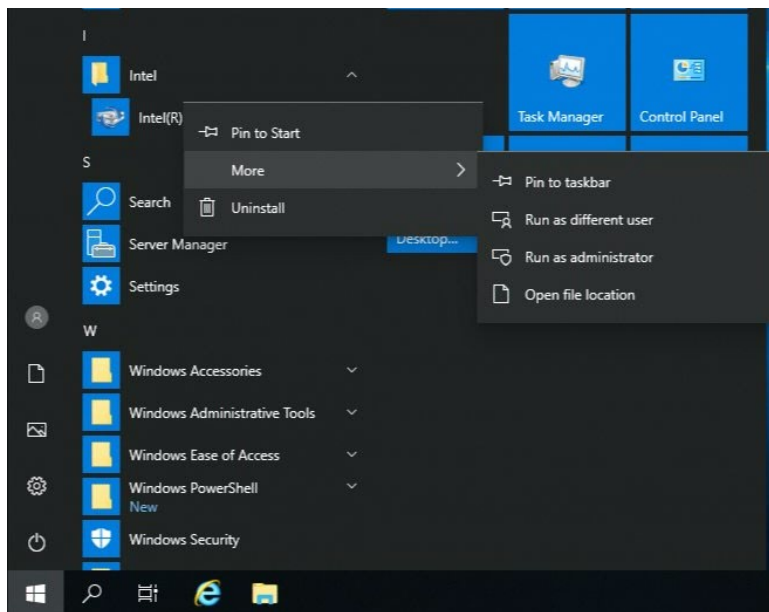 I
Intel
Intel(R)
Pin to Start
More
Uninstall
S
Search
Server Manager
Settings
W
Windows Accessories
Windows Administrative Tools
Windows Ease of Access
Windows PowerShell
New
Windows Security
Task Manager
Control Panel
Desktop...
Pin to taskbar
Run as different user
Run as administrator
Open file location